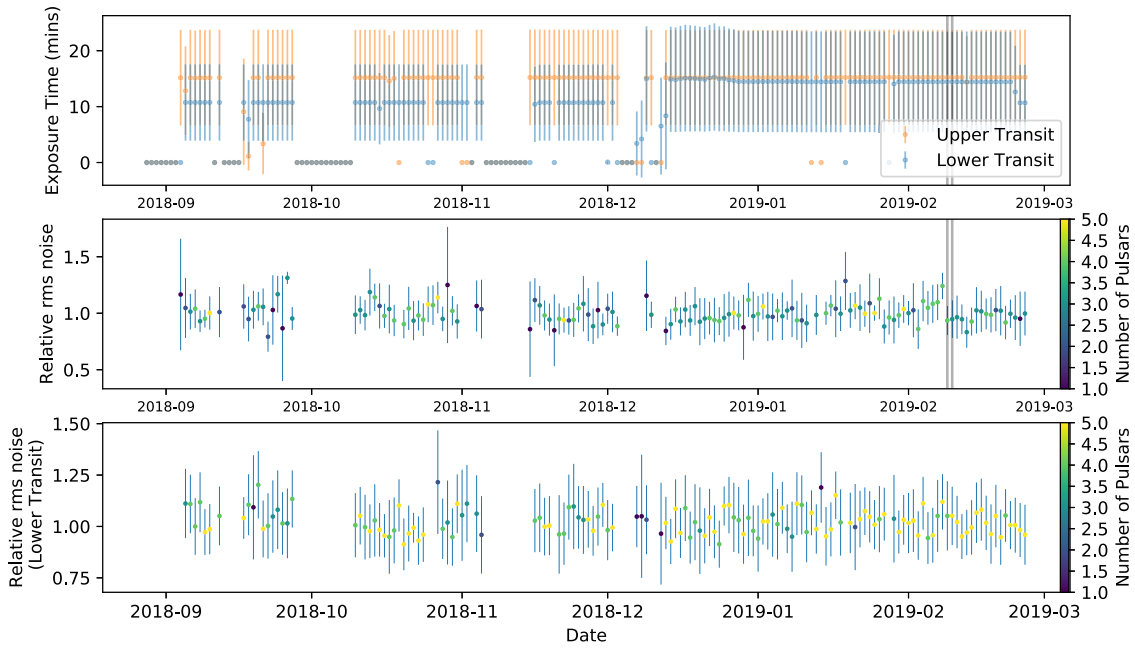 Exposure Time (mins)
20
10
0
Upper Transit
Lower Transit
2018-09 2018-10 2018-11 2018-12 2019-01 2019-02 2019-03
Relative rms noise
1.5
1.0
0.5
5.0
4.5
4.0
3.5
3.0
2.5
2.0
1.5
1.0
Number of Pulsars
2018-09 2018-10 2018-11 2018-12 2019-01 2019-02 2019-03
Relative rms noise
(Lower Transit)
1.50
1.25
1.00
0.75
5.0
4.5
4.0
3.5
3.0
2.5
2.0
1.5
1.0
Number of Pulsars
2018-09 2018-10 2018-11 2018-12 2019-01 2019-02 2019-03
Date